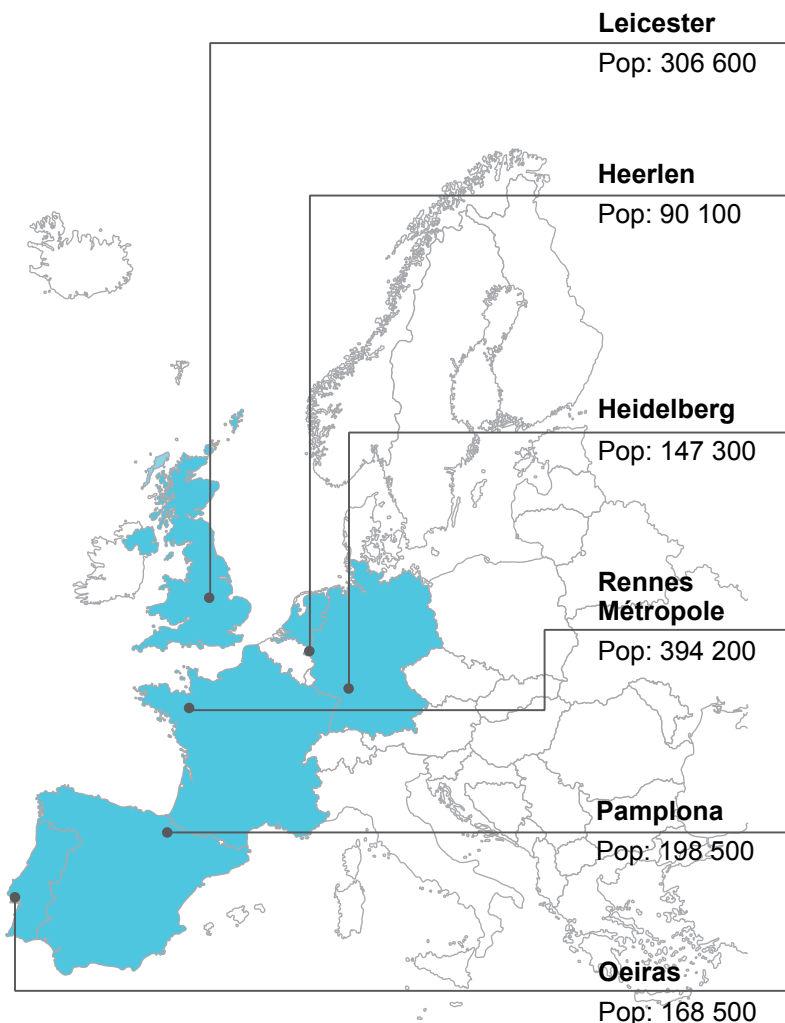 Leicester
Pop: 306 600
Heerlen
Pop: 90 100
Heidelberg
Pop: 147 300
Rennes
Métropole
Pop: 394 200
Pamplona
Pop: 198 500
Oeiras
Pop: 168 500